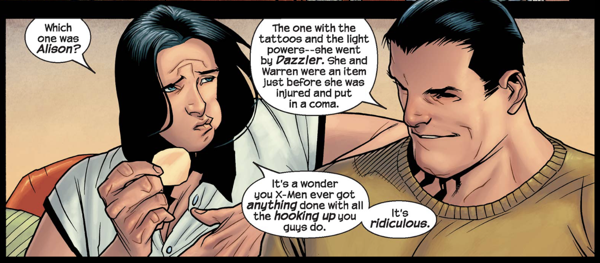 Which
one was
Alison?
The one with the
tattoos and the light
powers--she went
by Dazzler. She and
Warren were an item
just before she was
injured and put
in a coma.
It's a wonder
you X-Men ever got
anything done with all
the hooking up you
guys do.
It's
ridiculous.